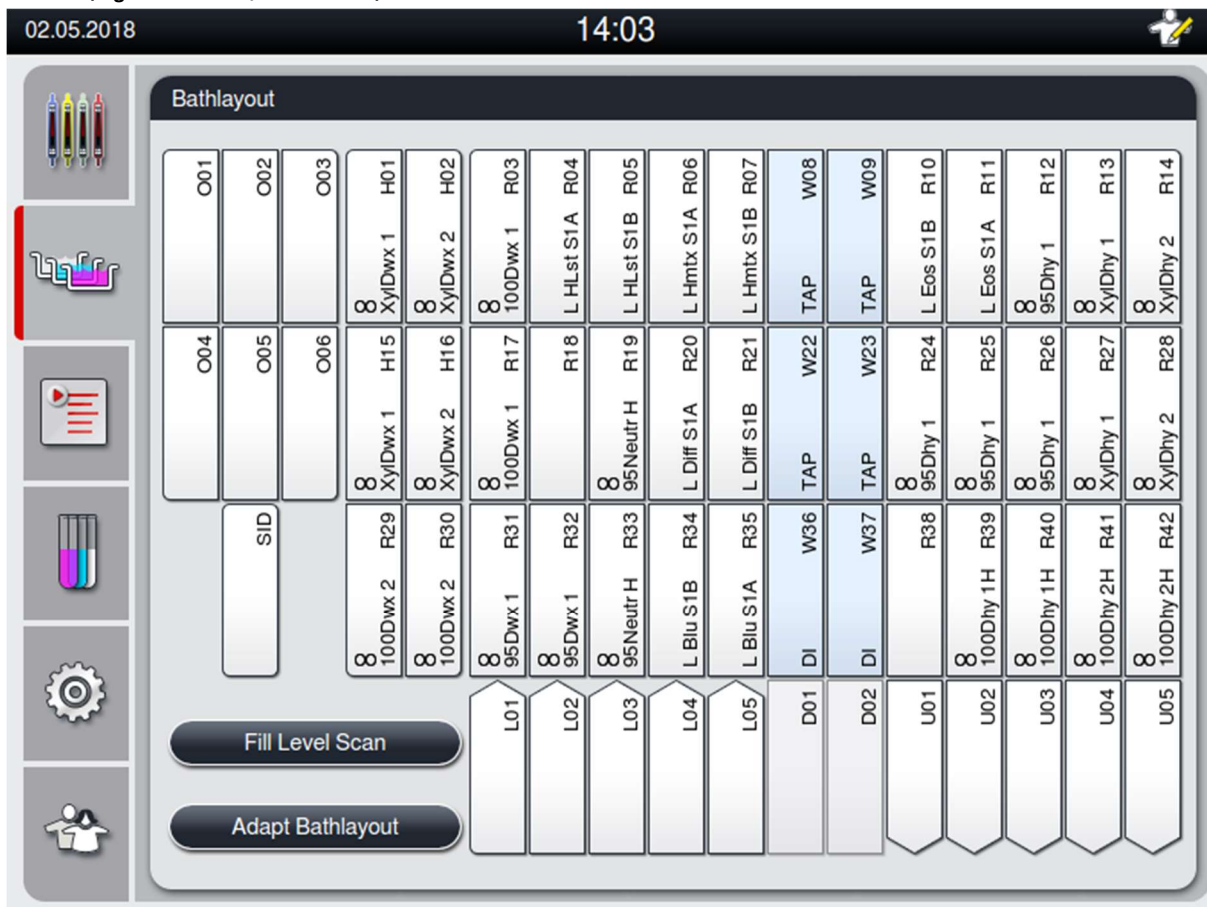 02.05.2018
14:03
Bathlayout
O01
O02
O03
H01
∞
XylDwx 1
H02
∞
XylDwx 2
R03
∞
100Dwx 1
R04
L HLst S1A
R05
L HLst S1B
R06
L Hmtx S1A
R07
L Hmtx S1B
W08
TAP
W09
TAP
R10
L Eos S1B
R11
L Eos S1A
R12
∞
95Dhy 1
R13
∞
XylDhy 1
R14
∞
XylDhy 2
O04
O05
O06
H15
∞
XylDwx 1
H16
∞
XylDwx 2
R17
∞
100Dwx 1
R18
R19
∞
95Neutr H
R20
L Diff S1A
R21
L Diff S1B
W22
TAP
W23
TAP
R24
∞
95Dhy 1
R25
∞
95Dhy 1
R26
∞
95Dhy 1
R27
∞
XylDhy 1
R28
∞
XylDhy 2
SID
R29
∞
100Dwx 2
R30
∞
100Dwx 2
R31
∞
95Dwx 1
R32
∞
95Dwx 1
R33
∞
95Neutr H
R34
L Blu S1B
R35
L Blu S1A
W36
DI
W37
DI
R38
R39
∞
100Dhy 1H
R40
∞
100Dhy 1H
R41
∞
100Dhy 2H
R42
∞
100Dhy 2H
L01
L02
L03
L04
L05
D01
D02
U01
U02
U03
U04
U05
Fill Level Scan
Adapt Bathlayout